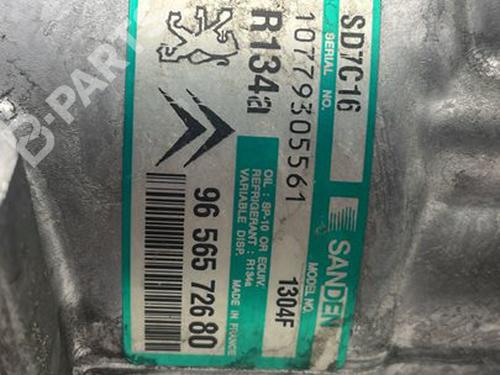 SD7C16
SANDEN
SERIAL NO.
MODEL NO.
10779305561
1304F
R134a
OIL : SP-10 OR EQUIV.
REFRIGERANT : R134a
VARIABLE DISP.
MADE IN FRANCE
96 565 726 80
B-PARTS